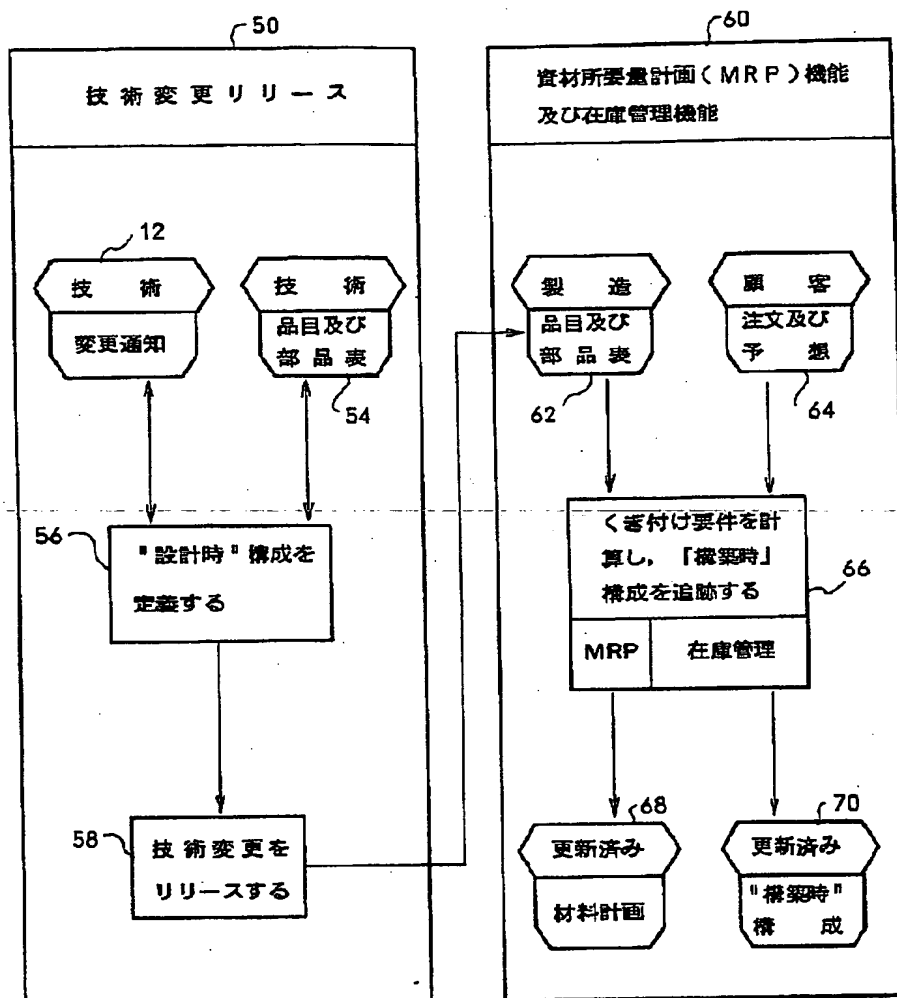 50
技術変更リリース
12
技術
変更通知
技術
品目及び
部品表
54
56
"設計時"構成を
定義する
58
技術変更を
リリースする
60
資材所要量計画(MRP)機能
及び在庫管理機能
製造
品目及び
部品表
62
顧客
注文及び
予想
64
くぎ付け要件を計
算し,「構築時」
構成を追跡する
66
MRP
在庫管理
68
更新済み
材料計画
70
更新済み
"構築時"
構成